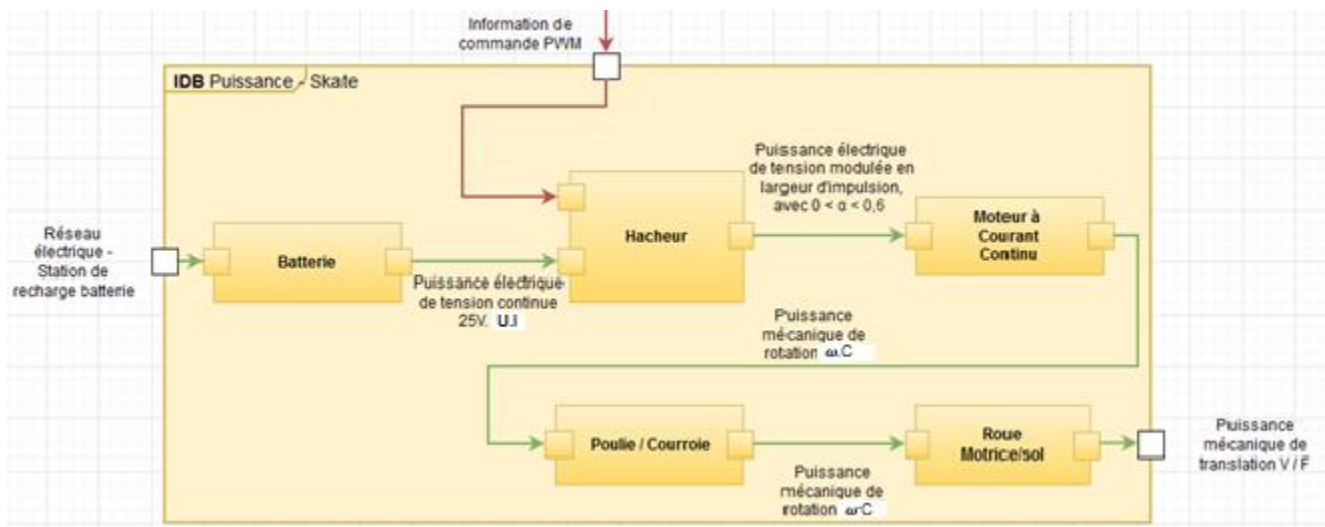 Information de
commande PWM
IDB Puissance - Skate
Puissance électrique
de tension modulée en
largeur d'impulsion,
avec 0 < α < 0,6
Hacheur
Moteur à
Courant
Continu
Réseau
électrique -
Station de
recharge batterie
Batterie
Puissance électrique
de tension continue
25V. U.I
Puissance
mécanique de
rotation ω.C
Poulie / Courroie
Roue
Motrice/sol
Puissance
mécanique de
translation V / F
Puissance
mécanique de
rotation ω.C